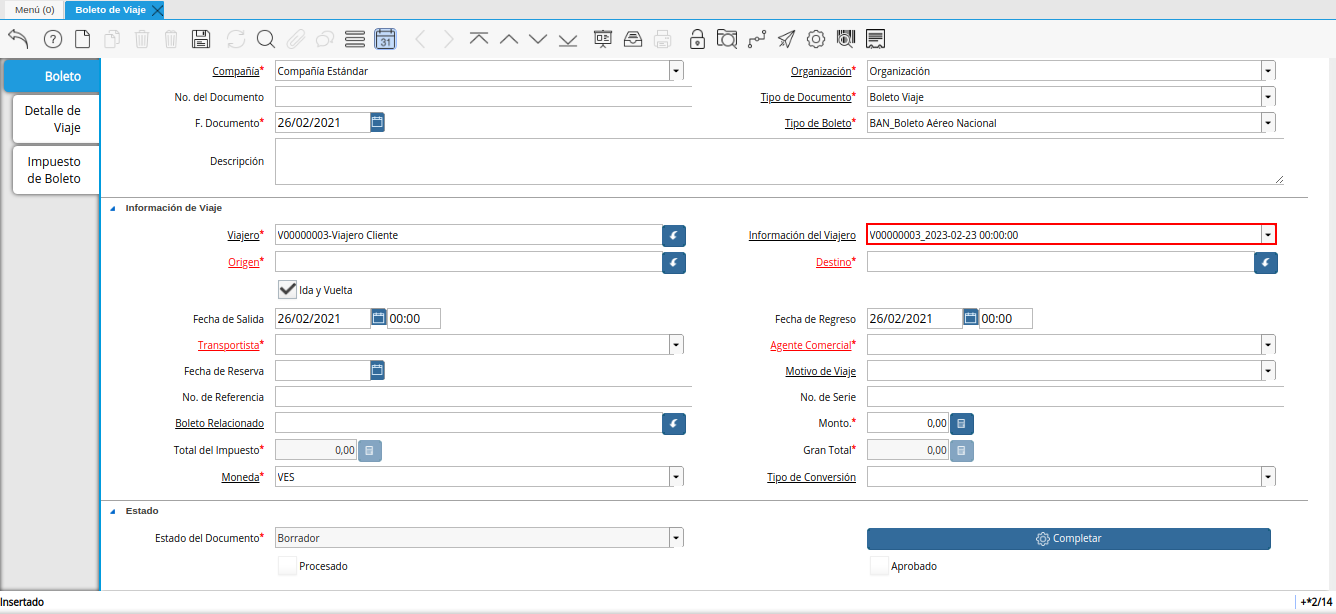 Menú (0) Boleto de Viaje
31
Boleto
Detalle de Viaje
Impuesto de Boleto
Compañía* Compañía Estándar Organización* Organización
No. del Documento Tipo de Documento* Boleto Viaje
F. Documento* 26/02/2021 Tipo de Boleto* BAN_Boleto Aéreo Nacional
Descripción
Información de Viaje
Viajero* V00000003-Viajero Cliente Información del Viajero V00000003_2023-02-23 00:00:00
Origen* Destino*
Ida y Vuelta
Fecha de Salida 26/02/2021 00:00 Fecha de Regreso 26/02/2021 00:00
Transportista* Agente Comercial*
Fecha de Reserva Motivo de Viaje
No. de Referencia No. de Serie
Boleto Relacionado Monto.* 0,00
Total del Impuesto* 0,00 Gran Total* 0,00
Moneda* VES Tipo de Conversión
Estado
Estado del Documento* Borrador Completar
Procesado Aprobado
Insertado +*2/14